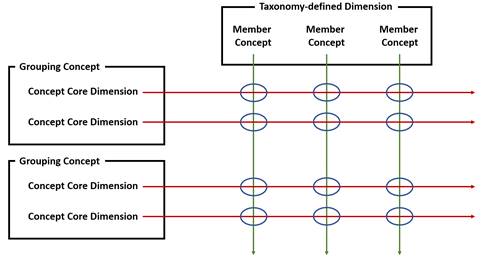 Taxonomy-defined Dimension
Member Member Member
Concept Concept Concept
Grouping Concept
Concept Core Dimension
Concept Core Dimension
Grouping Concept
Concept Core Dimension
Concept Core Dimension